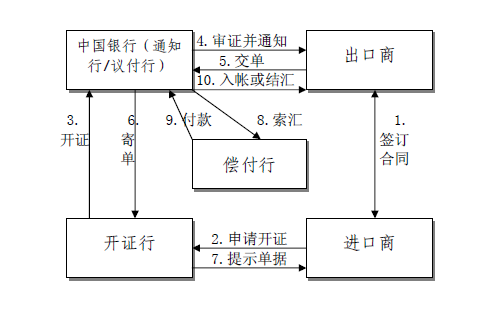 中国银行（通知
行/议付行）
4.审证并通知
5.交单
10.入帐或结汇
出口商
3.
开证
6.
寄
单
9.付款
8.索汇
1.
签订
合同
偿付行
开证行
2.申请开证
7.提示单据
进口商